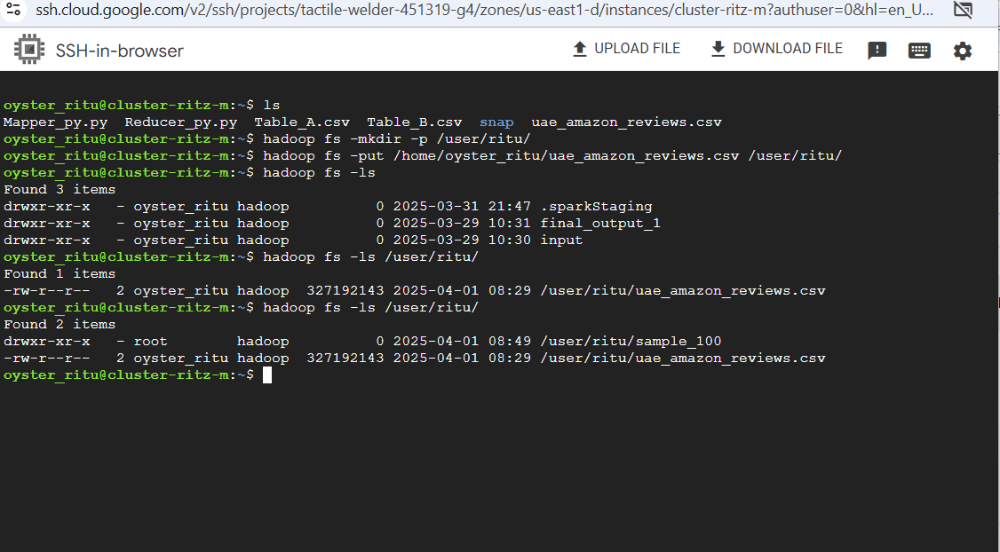 ssh.cloud.google.com/v2/ssh/projects/tactile-welder-451319-g4/zones/us-east1-d/instances/cluster-ritz-m?authuser=0&hl=en_U...
SSH-in-browser UPLOAD FILE DOWNLOAD FILE
oyster_ritu@cluster-ritz-m:~$ ls
Mapper_py.py  Reducer_py.py  Table_A.csv  Table_B.csv  snap  uae_amazon_reviews.csv
oyster_ritu@cluster-ritz-m:~$ hadoop fs -mkdir -p /user/ritu/
oyster_ritu@cluster-ritz-m:~$ hadoop fs -put /home/oyster_ritu/uae_amazon_reviews.csv /user/ritu/
oyster_ritu@cluster-ritz-m:~$ hadoop fs -ls
Found 3 items
drwxr-xr-x   - oyster_ritu hadoop          0 2025-03-31 21:47 .sparkStaging
drwxr-xr-x   - oyster_ritu hadoop          0 2025-03-29 10:31 final_output_1
drwxr-xr-x   - oyster_ritu hadoop          0 2025-03-29 10:30 input
oyster_ritu@cluster-ritz-m:~$ hadoop fs -ls /user/ritu/
Found 1 items
-rw-r--r--   2 oyster_ritu hadoop  327192143 2025-04-01 08:29 /user/ritu/uae_amazon_reviews.csv
oyster_ritu@cluster-ritz-m:~$ hadoop fs -ls /user/ritu/
Found 2 items
drwxr-xr-x   - root        hadoop          0 2025-04-01 08:49 /user/ritu/sample_100
-rw-r--r--   2 oyster_ritu hadoop  327192143 2025-04-01 08:29 /user/ritu/uae_amazon_reviews.csv
oyster_ritu@cluster-ritz-m:~$